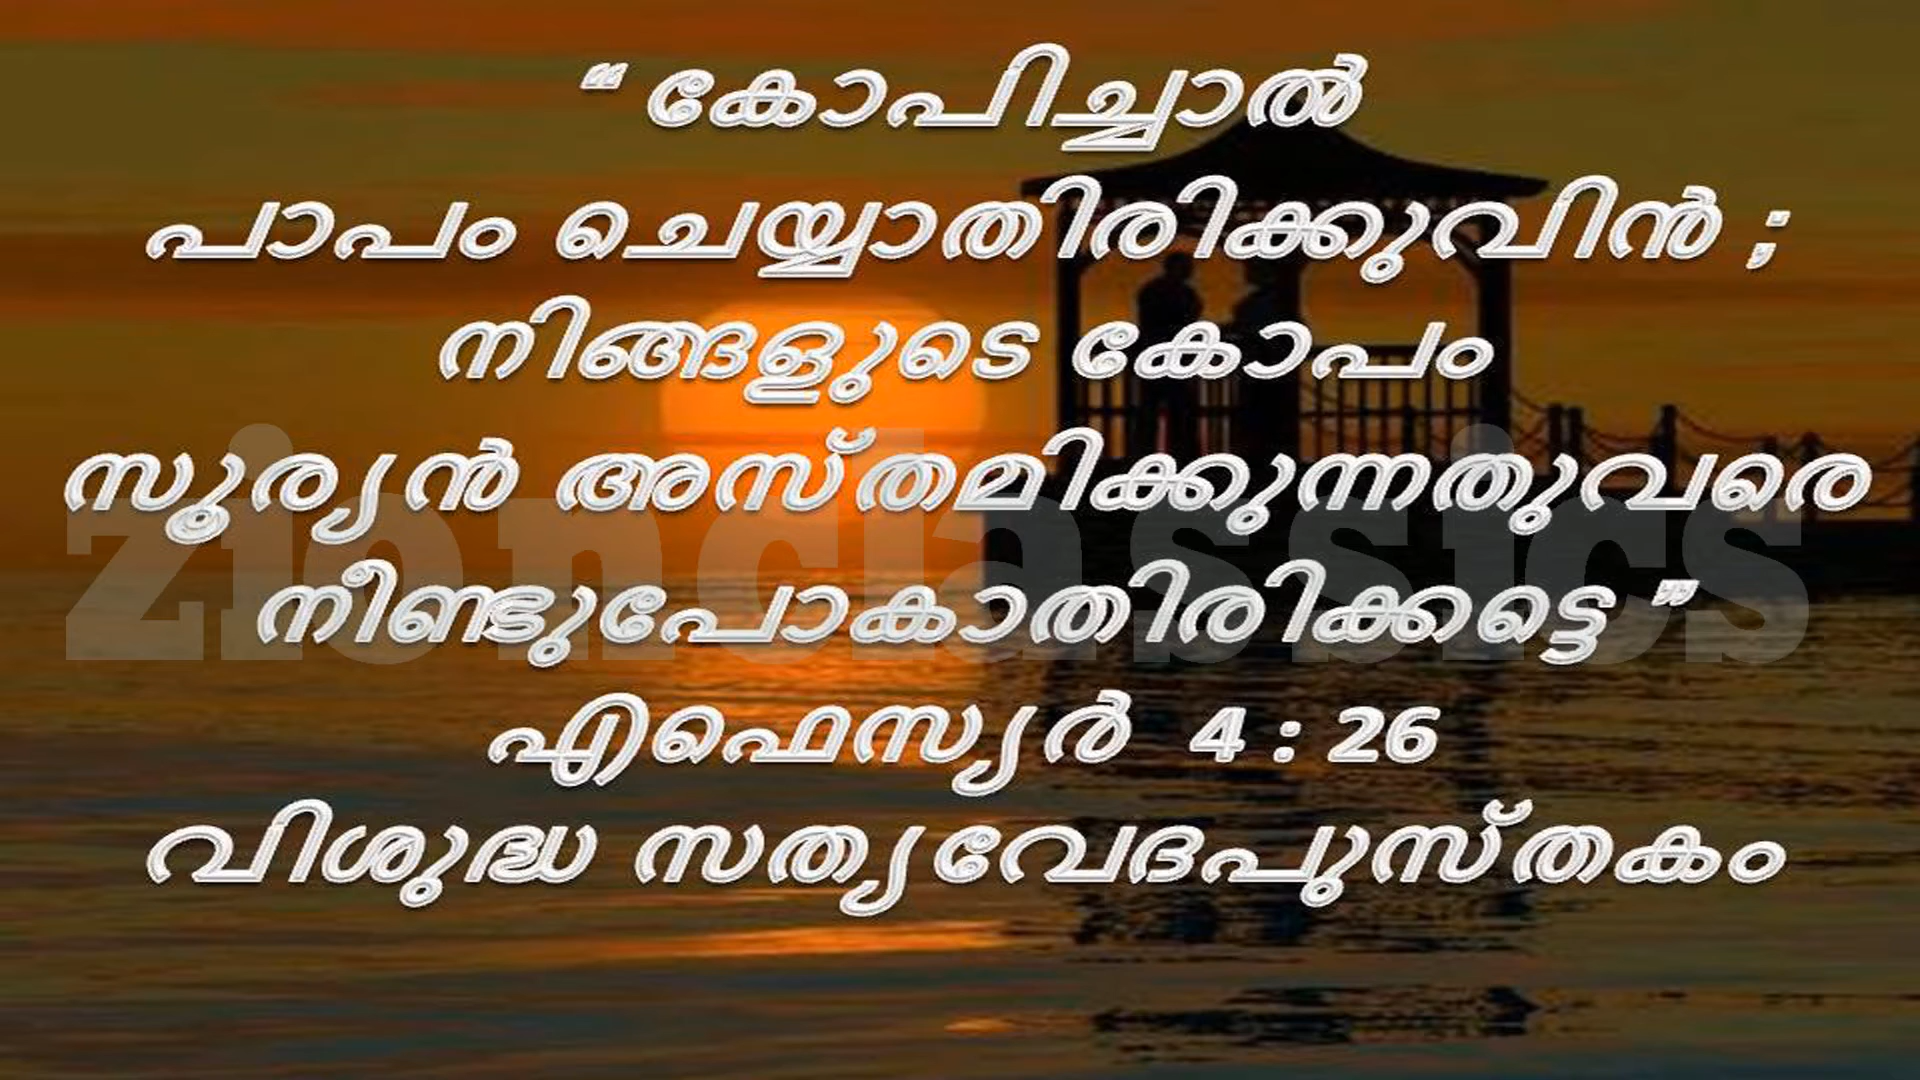 “ കോപിച്ചാൽ
പാപം ചെയ്യാതിരിക്കുവിൻ ;
നിങ്ങളുടെ കോപം
സൂര്യൻ അസ്തമിക്കുന്നതുവരെ
zionclassics
നീണ്ടുപോകാതിരിക്കട്ടെ ”
എഫെസ്യർ 4 : 26
വിശുദ്ധ സത്യവേദപുസ്തകം